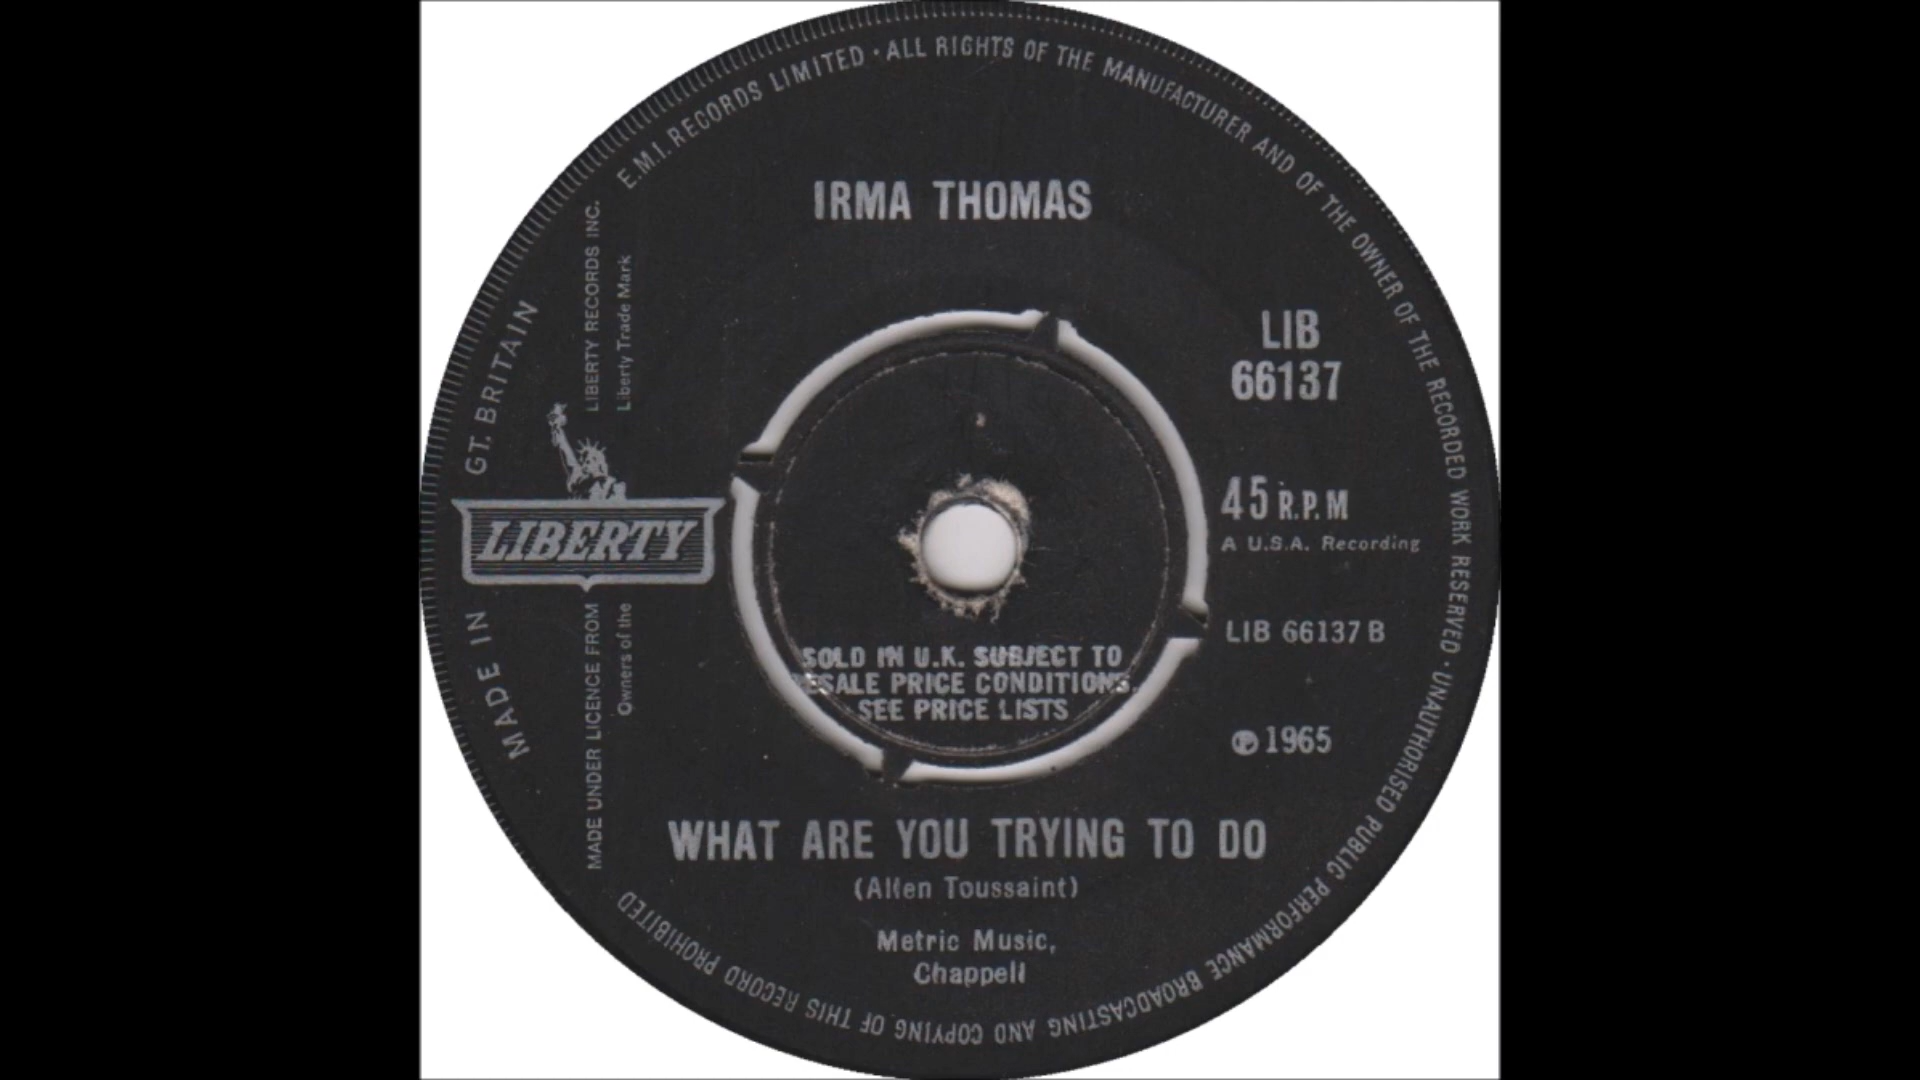 E.M.I. RECORDS LIMITED · ALL RIGHTS OF THE MANUFACTURER AND OF THE OWNER OF THE RECORDED WORK RESERVED · UNAUTHORISED PUBLIC PERFORMANCE BROADCASTING AND COPYING OF THIS RECORD PROHIBITED
IRMA THOMAS
MADE IN GT. BRITAIN
MADE UNDER LICENCE FROM LIBERTY RECORDS INC.
Owners of the Liberty Trade Mark
LIBERTY
LIB
66137
45 R.P.M
A U.S.A. Recording
LIB 66137 B
℗ 1965
SOLD IN U.K. SUBJECT TO
RESALE PRICE CONDITIONS,
SEE PRICE LISTS
WHAT ARE YOU TRYING TO DO
(Allen Toussaint)
Metric Music,
Chappell